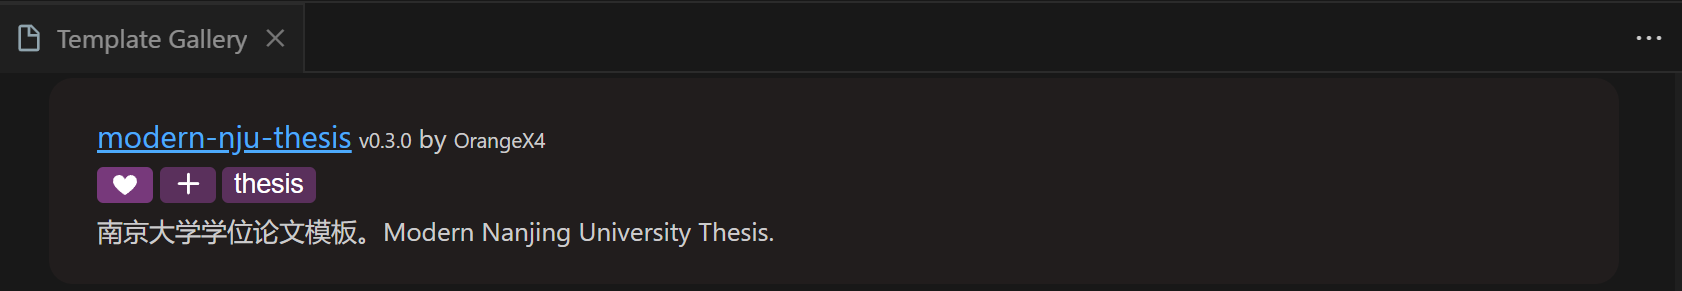 Template Gallery
modern-nju-thesis v0.3.0 by OrangeX4
thesis
南京大学学位论文模板。Modern Nanjing University Thesis.